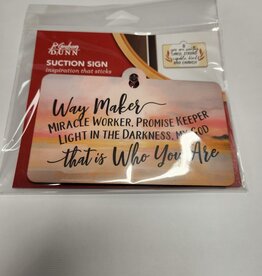 P. Graham
DUNN
SUCTION SIGN
Inspiration that sticks
Way Maker
MIRACLE WORKER, PROMISE KEEPER
LIGHT IN THE DARKNESS, MY GOD
that is Who You Are